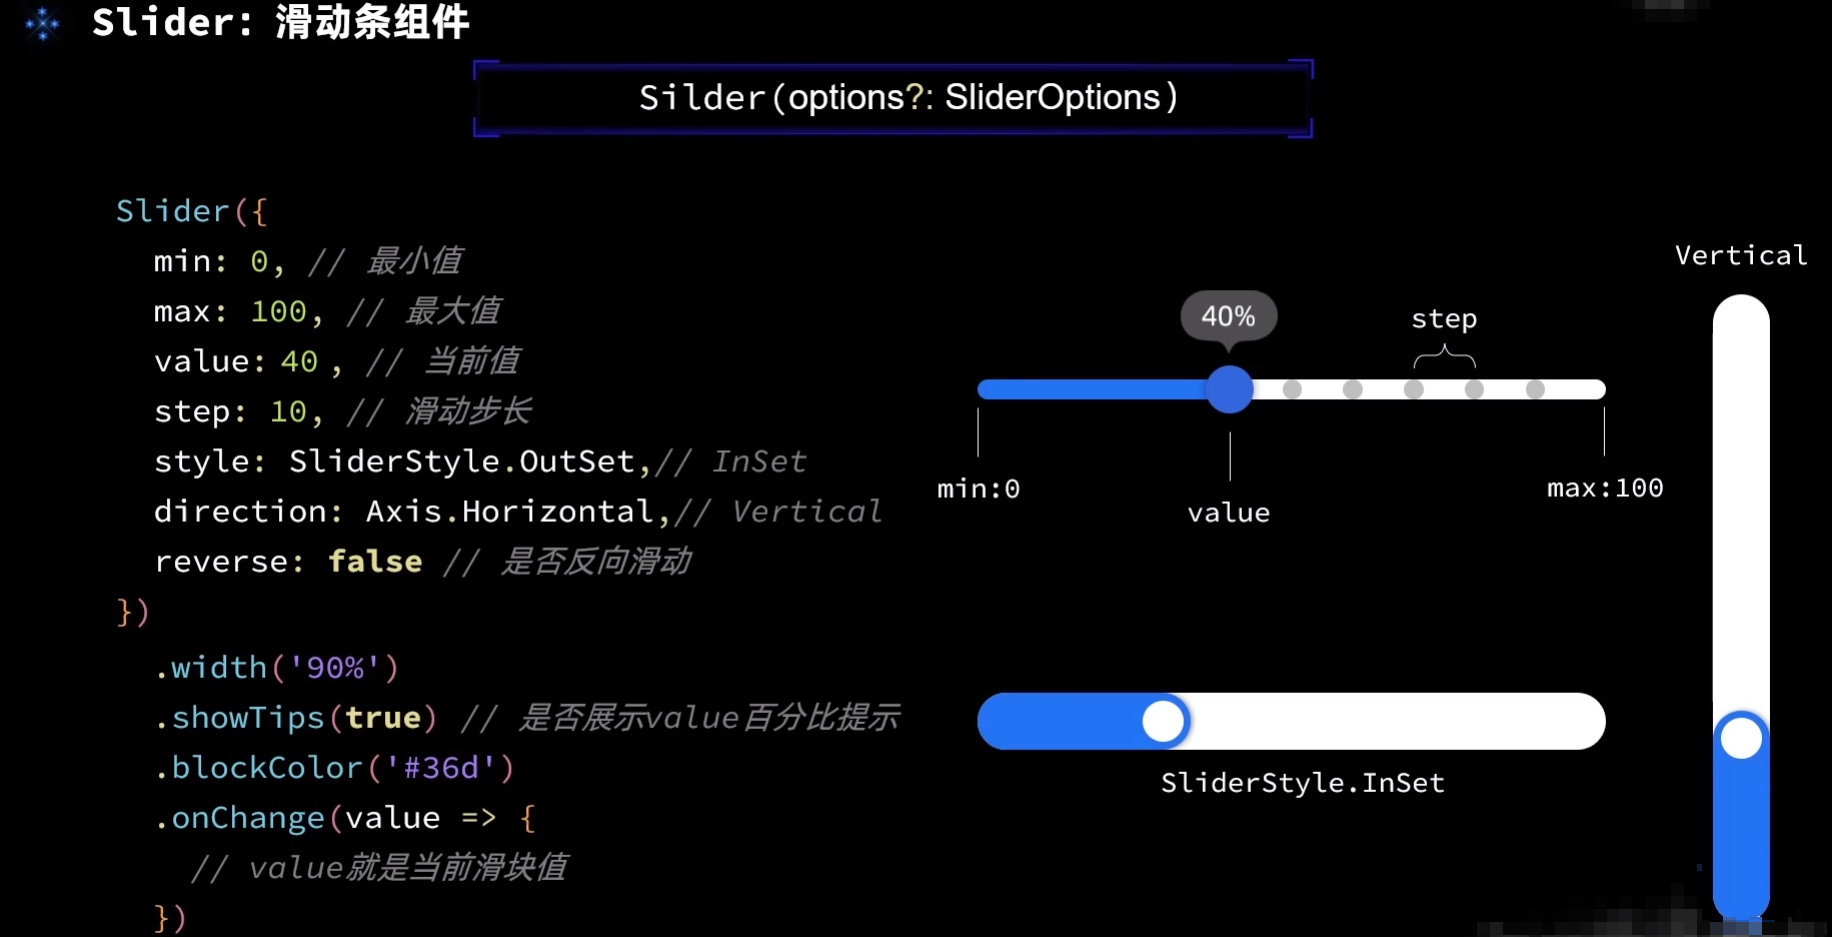 Slider: 滑动条组件
Silder(options?: SliderOptions)
Slider({
min: 0, // 最小值
max: 100, // 最大值
value: 40 , // 当前值
step: 10, // 滑动步长
style: SliderStyle.OutSet,// InSet
direction: Axis.Horizontal,// Vertical
reverse: false // 是否反向滑动
})
.width('90%')
.showTips(true) // 是否展示value百分比提示
.blockColor('#36d')
.onChange(value => {
// value就是当前滑块值
})
40%
step
min:0
value
max:100
SliderStyle.InSet
Vertical